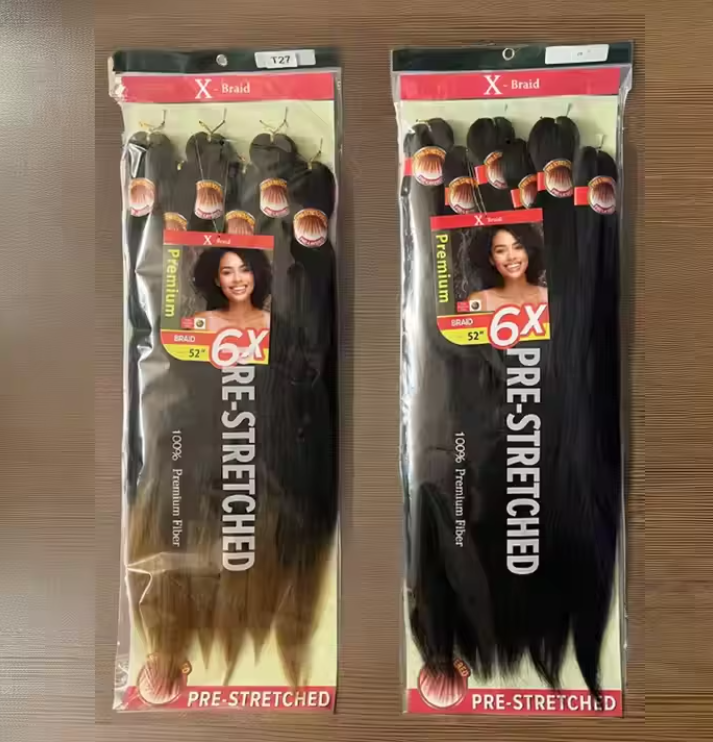 T27
X - Braid
X - Braid
Premium
BRAID
52"
6X
PRE-STRETCHED
100% Premium Fiber
PRE-STRETCHED
X - Braid
X - Braid
Premium
BRAID
52"
6X
PRE-STRETCHED
100% Premium Fiber
PRE-STRETCHED